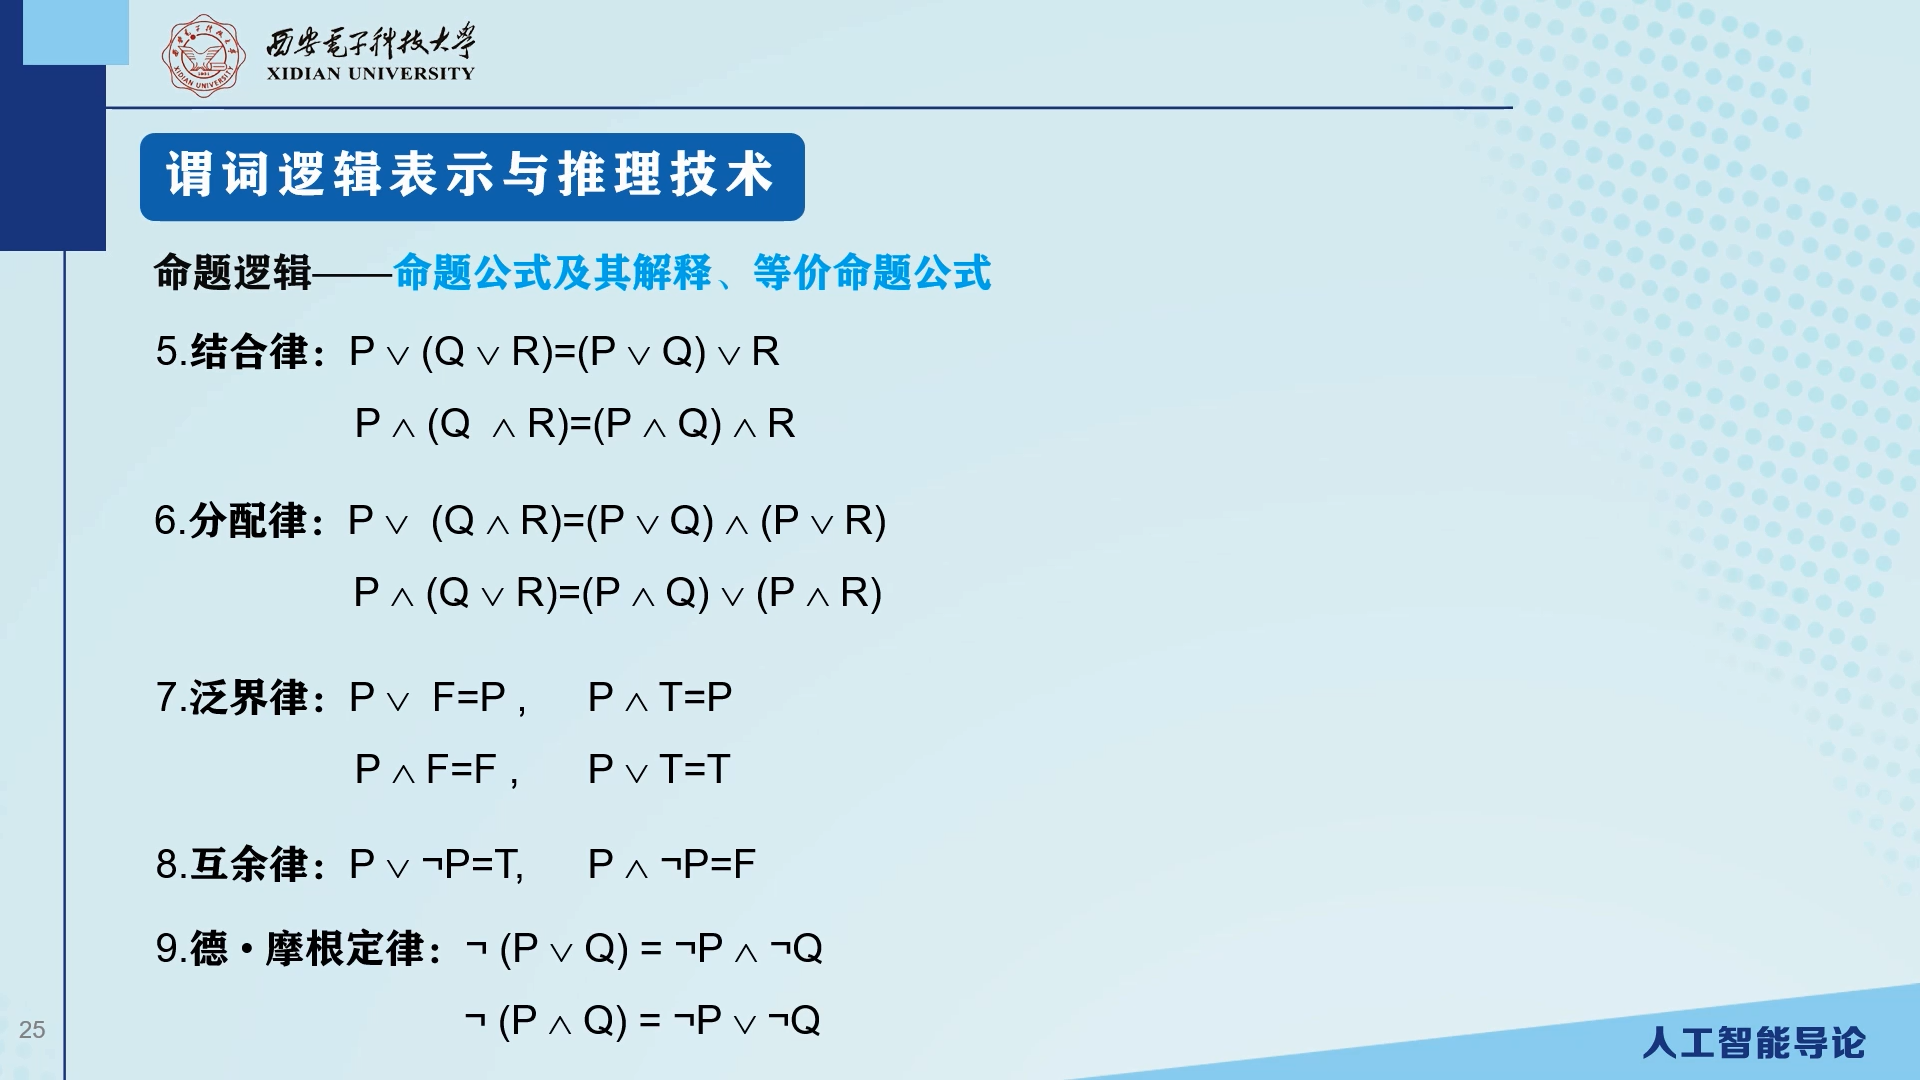 西安电子科技大学
XIDIAN UNIVERSITY
谓词逻辑表示与推理技术
命题逻辑——命题公式及其解释、等价命题公式
5.结合律：P ∨ (Q ∨ R)=(P ∨ Q) ∨ R
P ∧ (Q ∧ R)=(P ∧ Q) ∧ R
6.分配律：P ∨ (Q ∧ R)=(P ∨ Q) ∧ (P ∨ R)
P ∧ (Q ∨ R)=(P ∧ Q) ∨ (P ∧ R)
7.泛界律：P ∨ F=P , P ∧ T=P
P ∧ F=F , P ∨ T=T
8.互余律：P ∨ ¬P=T, P ∧ ¬P=F
9.德·摩根定律：¬ (P ∨ Q) = ¬P ∧ ¬Q
¬ (P ∧ Q) = ¬P ∨ ¬Q
25
人工智能导论